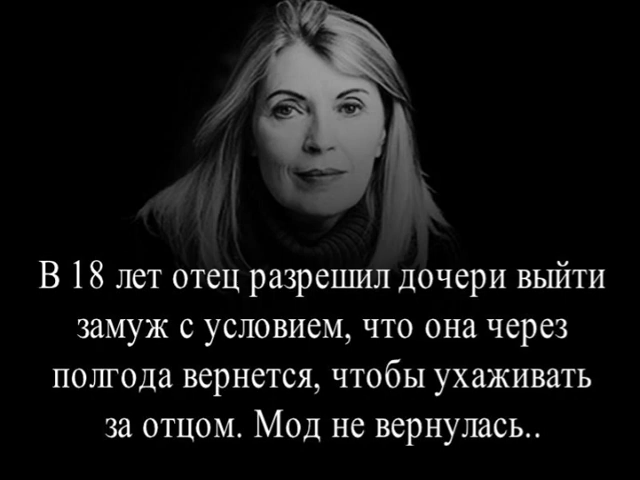 В 18 лет отец разрешил дочери выйти
замуж с условием, что она через
полгода вернется, чтобы ухаживать
за отцом. Мод не вернулась..